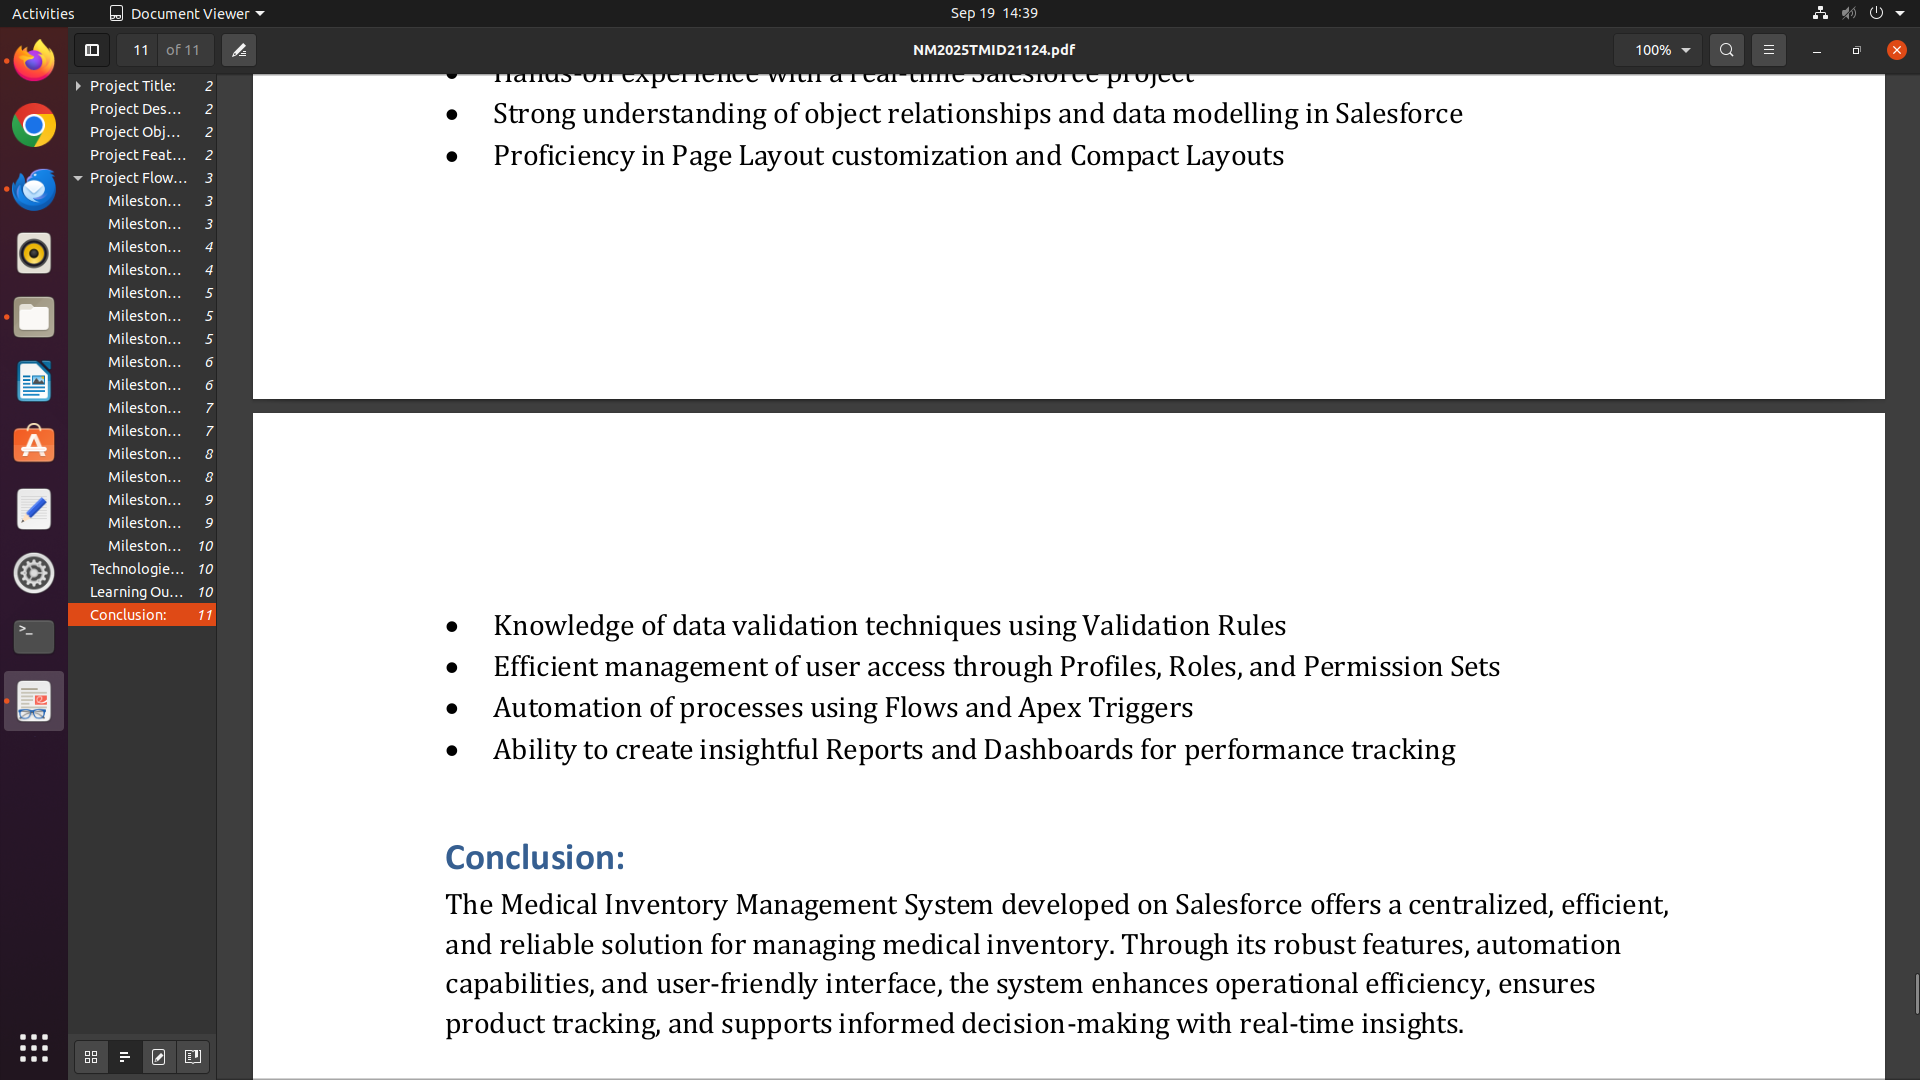 Activities Document Viewer Sep 19 14:39
11 of 11 NM2025TMID21124.pdf 100%
Project Title: 2
Project Des... 2
Project Obj... 2
Project Feat... 2
Project Flow... 3
Mileston... 3
Mileston... 3
Mileston... 4
Mileston... 4
Mileston... 5
Mileston... 5
Mileston... 5
Mileston... 6
Mileston... 6
Mileston... 7
Mileston... 7
Mileston... 8
Mileston... 8
Mileston... 9
Mileston... 9
Mileston... 10
Technologie... 10
Learning Ou... 10
Conclusion: 11
• Hands-on experience with a real-time Salesforce project
• Strong understanding of object relationships and data modelling in Salesforce
• Proficiency in Page Layout customization and Compact Layouts
• Knowledge of data validation techniques using Validation Rules
• Efficient management of user access through Profiles, Roles, and Permission Sets
• Automation of processes using Flows and Apex Triggers
• Ability to create insightful Reports and Dashboards for performance tracking
Conclusion:
The Medical Inventory Management System developed on Salesforce offers a centralized, efficient,
and reliable solution for managing medical inventory. Through its robust features, automation
capabilities, and user-friendly interface, the system enhances operational efficiency, ensures
product tracking, and supports informed decision-making with real-time insights.